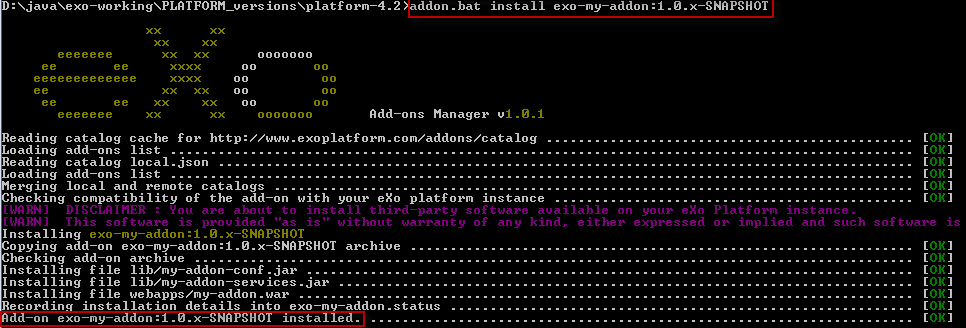 D:\java\exo-working\PLATFORM_versions\platform-4.2>addon.bat install exo-my-addon:1.0.x-SNAPSHOT
                      xx      xx
                       xx    xx
       eeeeeee       xx  xx      ooooooo
     ee       ee      xxxx     oo       oo
    eeeeeeeeeeeee     xxxx    oo         oo
     ee              xx  xx    oo       oo
       ee     ee    xx    xx   oo       oo
       eeeeeee     xx      xx    ooooooo      Add-ons Manager v1.0.1
Reading catalog cache for http://www.exoplatform.com/addons/catalog ............................................. [OK]
Loading add-ons list ............................................................................................ [OK]
Reading catalog local.json ...................................................................................... [OK]
Loading add-ons list ............................................................................................ [OK]
Merging local and remote catalogs ............................................................................... [OK]
Checking compatibility of the add-on with your eXo platform instance ............................................ [OK]
[WARN]  DISCLAIMER : You are about to install third-party software available on your eXo Platform instance.
[WARN]  This software is provided "as is" without warranty of any kind, either expressed or implied and such software is
Installing exo-my-addon:1.0.x-SNAPSHOT
Copying add-on exo-my-addon:1.0.x-SNAPSHOT archive .............................................................. [OK]
Checking add-on archive ......................................................................................... [OK]
Installing file lib/my-addon-conf.jar ........................................................................... [OK]
Installing file lib/my-addon-services.jar ....................................................................... [OK]
Installing file webapps/my-addon.war ............................................................................ [OK]
Recording installation details into exo-my-addon.status ......................................................... [OK]
Add-on exo-my-addon:1.0.x-SNAPSHOT installed. ................................................................... [OK]